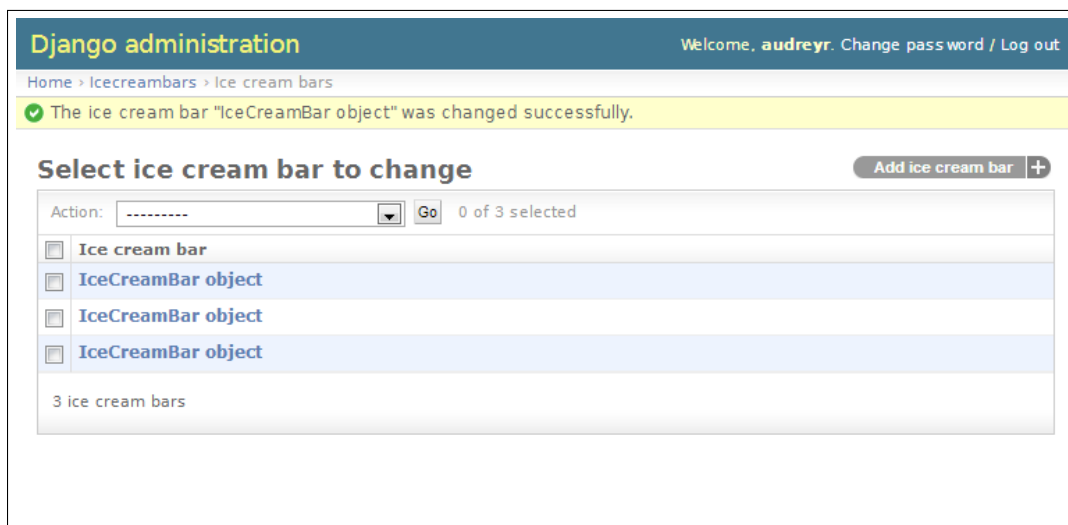 Django administration
Welcome, audreyr. Change password / Log out
Home › Icecreambars › Ice cream bars
The ice cream bar "IceCreamBar object" was changed successfully.
Select ice cream bar to change
Add ice cream bar +
Action: --------- Go 0 of 3 selected
Ice cream bar
IceCreamBar object
IceCreamBar object
IceCreamBar object
3 ice cream bars